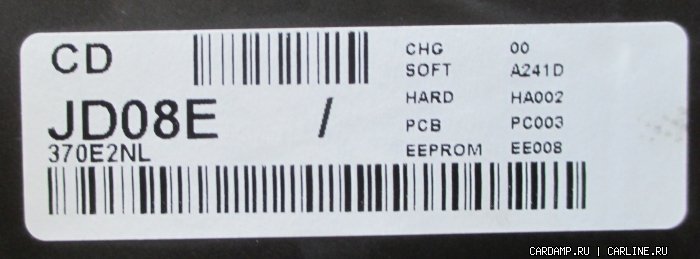 CD
CHG 00
SOFT A241D
JD08E /
HARD HA002
PCB PC003
370E2NL
EEPROM EE008
CARDAMP.RU | CARLINE.RU